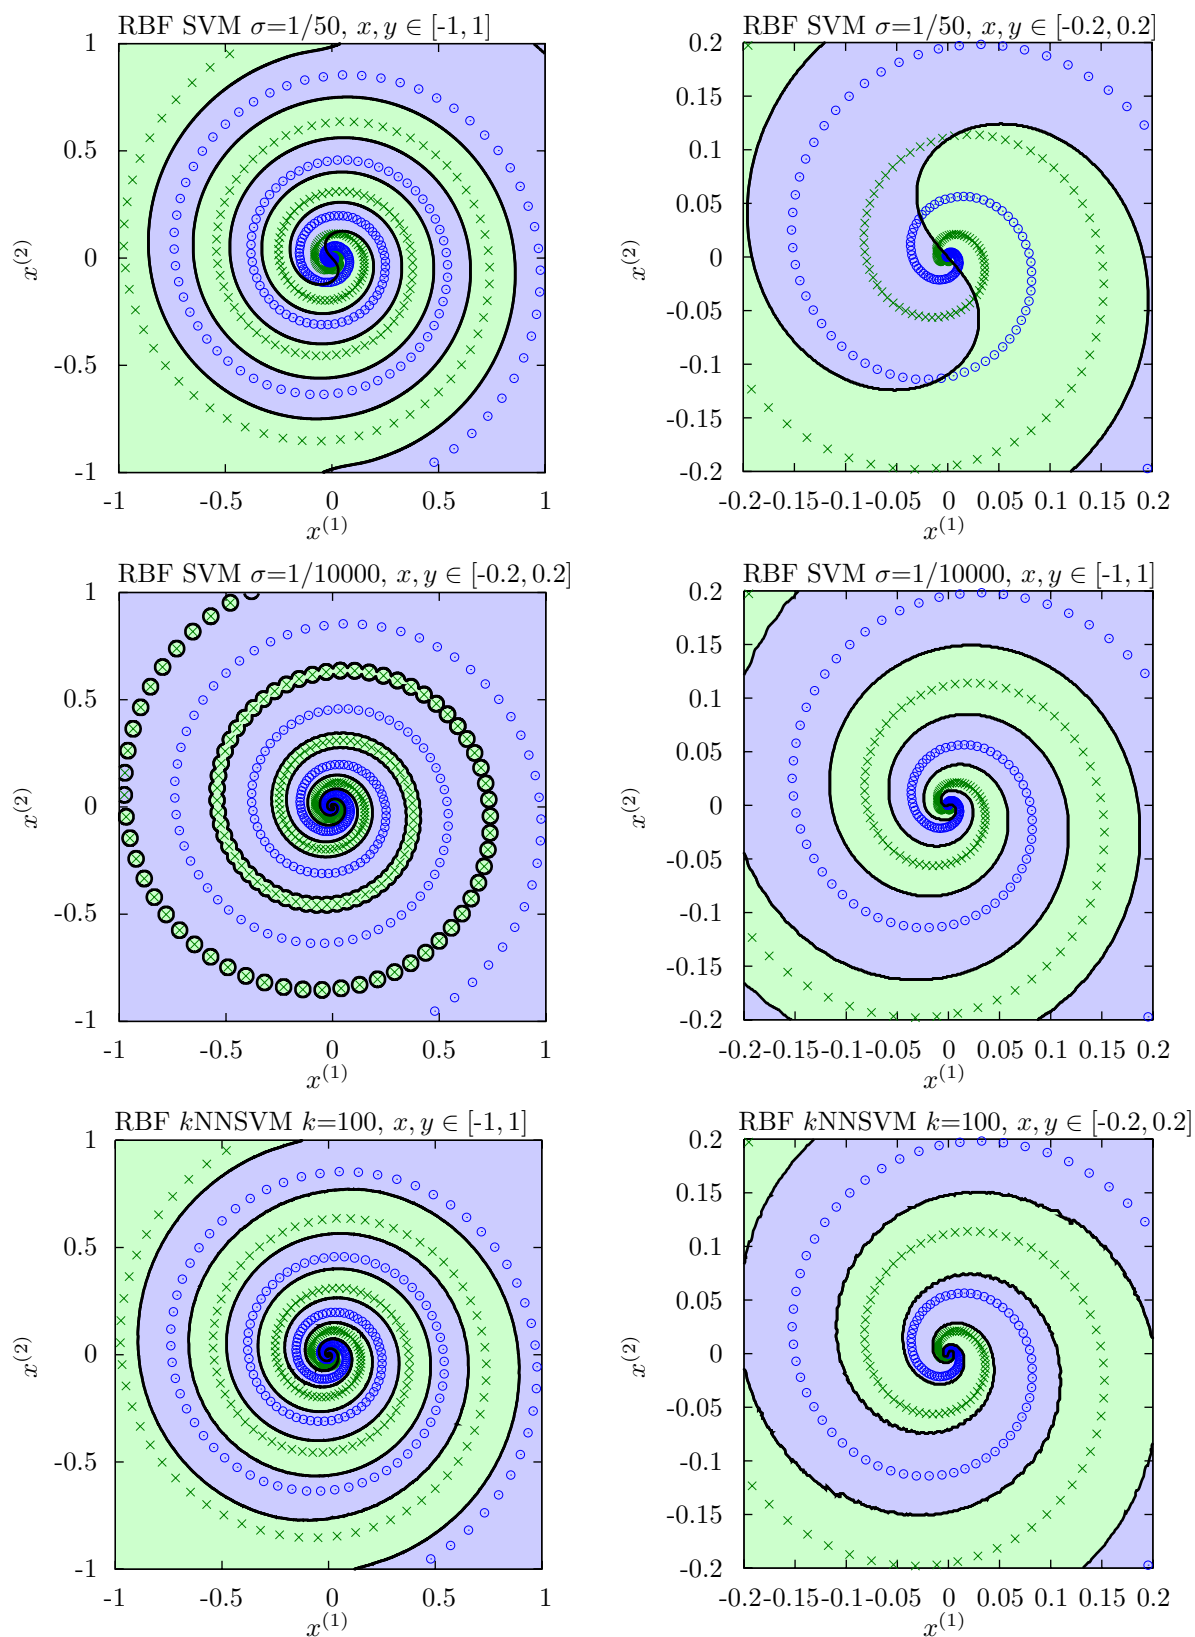 RBF SVM σ=1/50, x, y ∈ [-1, 1]
1
0.5
0
-0.5
-1
-1 -0.5 0 0.5 1
x(1)
x(2)
RBF SVM σ=1/50, x, y ∈ [-0.2, 0.2]
0.2
0.15
0.1
0.05
0
-0.05
-0.1
-0.15
-0.2
-0.2 -0.15 -0.1 -0.05 0 0.05 0.1 0.15 0.2
x(1)
x(2)
RBF SVM σ=1/10000, x, y ∈ [-0.2, 0.2]
1
0.5
0
-0.5
-1
-1 -0.5 0 0.5 1
x(1)
x(2)
RBF SVM σ=1/10000, x, y ∈ [-1, 1]
0.2
0.15
0.1
0.05
0
-0.05
-0.1
-0.15
-0.2
-0.2 -0.15 -0.1 -0.05 0 0.05 0.1 0.15 0.2
x(1)
x(2)
RBF kNNSVM k=100, x, y ∈ [-1, 1]
1
0.5
0
-0.5
-1
-1 -0.5 0 0.5 1
x(1)
x(2)
RBF kNNSVM k=100, x, y ∈ [-0.2, 0.2]
0.2
0.15
0.1
0.05
0
-0.05
-0.1
-0.15
-0.2
-0.2 -0.15 -0.1 -0.05 0 0.05 0.1 0.15 0.2
x(1)
x(2)